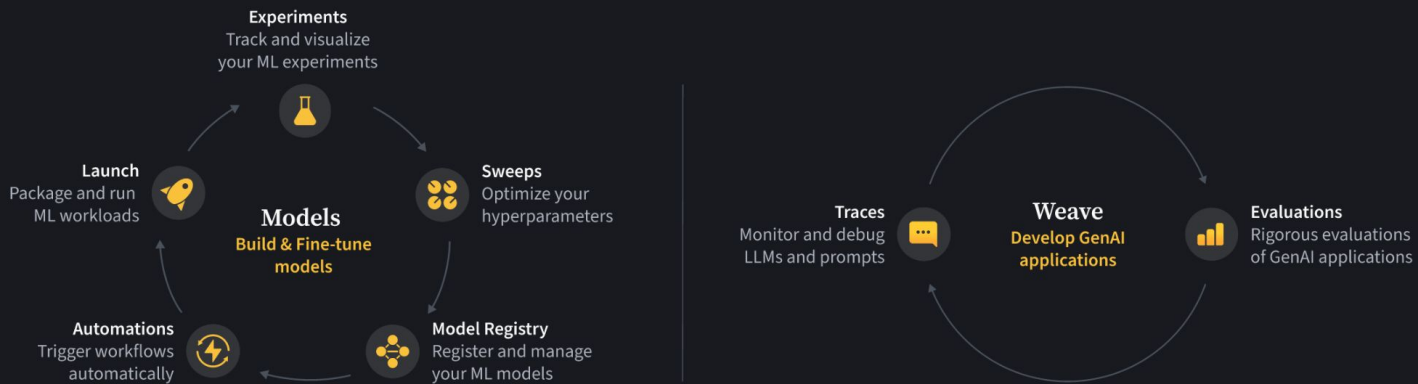 Experiments
Track and visualize
your ML experiments
Launch
Package and run
ML workloads
Models
Build & Fine-tune
models
Sweeps
Optimize your
hyperparameters
Automations
Trigger workflows
automatically
Model Registry
Register and manage
your ML models
Traces
Monitor and debug
LLMs and prompts
Weave
Develop GenAI
applications
Evaluations
Rigorous evaluations
of GenAI applications